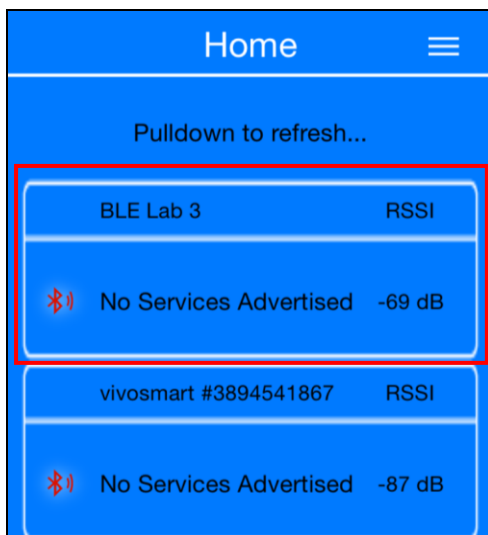 Home
Pulldown to refresh...
BLE Lab 3 RSSI
No Services Advertised -69 dB
vivosmart #3894541867 RSSI
No Services Advertised -87 dB